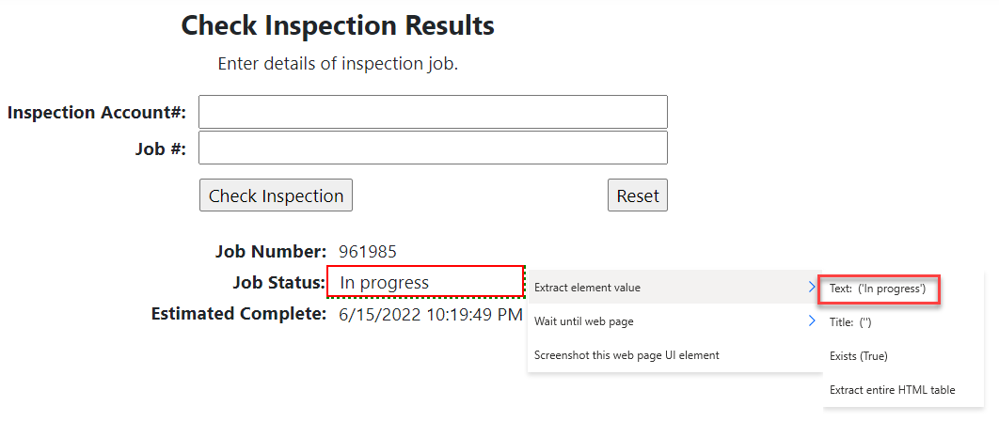 Check Inspection Results
Enter details of inspection job.
Inspection Account#:
Job #:
Check Inspection
Reset
Job Number: 961985
Job Status: In progress
Estimated Complete: 6/15/2022 10:19:49 PM
Extract element value
Wait until web page
Screenshot this web page UI element
Text:  ('In progress')
Title:  ('')
Exists (True)
Extract entire HTML table